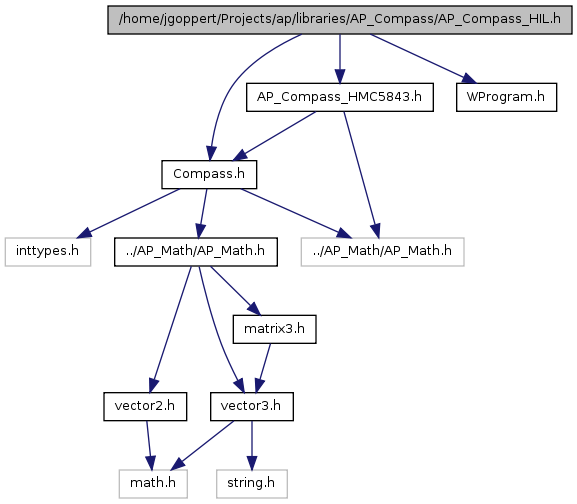 /home/jgoppert/Projects/ap/libraries/AP_Compass/AP_Compass_HIL.h
AP_Compass_HMC5843.h
WProgram.h
Compass.h
inttypes.h
../AP_Math/AP_Math.h
../AP_Math/AP_Math.h
matrix3.h
vector2.h
vector3.h
math.h
string.h